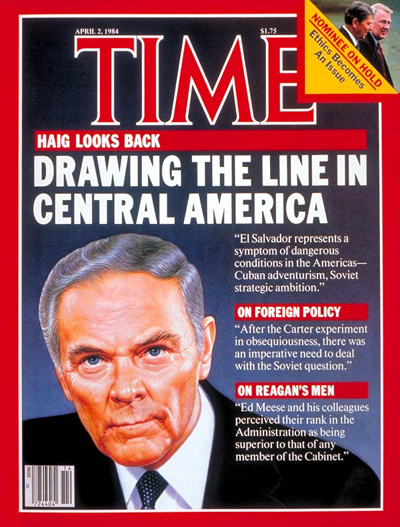 APRIL 2, 1984
$1.75
NOMINEE ON HOLD
Ethics Becomes
An Issue
TIME
HAIG LOOKS BACK
DRAWING THE LINE IN
CENTRAL AMERICA
“El Salvador represents a
symptom of dangerous
conditions in the Americas—
Cuban adventurism, Soviet
strategic ambition.”
ON FOREIGN POLICY
“After the Carter experiment
in obsequiousness, there was
an imperative need to deal
with the Soviet question.”
ON REAGAN'S MEN
“Ed Meese and his colleagues
perceived their rank in the
Administration as being
superior to that of any
member of the Cabinet.”
14
724404